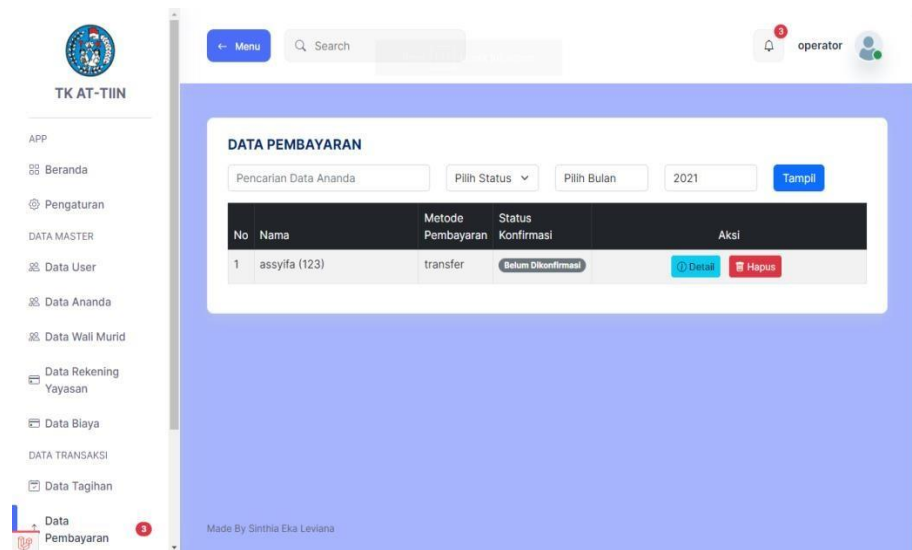 TK AT-TIIN
APP
Beranda
Pengaturan
DATA MASTER
Data User
Data Ananda
Data Wali Murid
Data Rekening
Yayasan
Data Biaya
DATA TRANSAKSI
Data Tagihan
Data
Pembayaran
3
← Menu
Search
3
operator
DATA PEMBAYARAN
Pencarian Data Ananda
Pilih Status
Pilih Bulan
2021
Tampil
No Nama Metode Pembayaran Status Konfirmasi Aksi
1 assyifa (123) transfer Belum Dikonfirmasi Detail Hapus
Made By Sinthia Eka Leviana